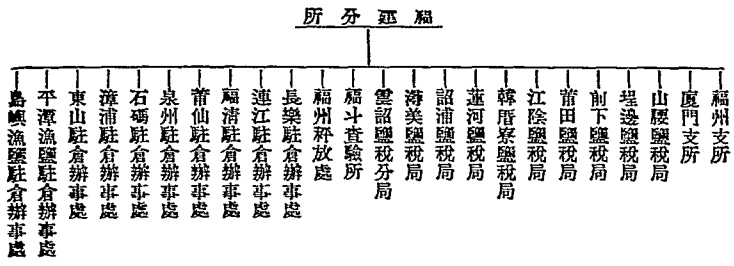 福建分所
福州支所
廈門支所
山腰鹽稅局
埕邊鹽稅局
前下鹽稅局
莆田鹽稅局
江陰鹽稅局
韓厝寮鹽稅局
蓮河鹽稅局
詔浦鹽稅局
潯美鹽稅局
雲詔鹽稅分局
福斗查驗所
福州秤放處
長樂駐倉辦事處
連江駐倉辦事處
福清駐倉辦事處
莆仙駐倉辦事處
泉州駐倉辦事處
石碼駐倉辦事處
漳浦駐倉辦事處
東山駐倉辦事處
平潭漁鹽駐倉辦事處
島嶼漁鹽駐倉辦事處